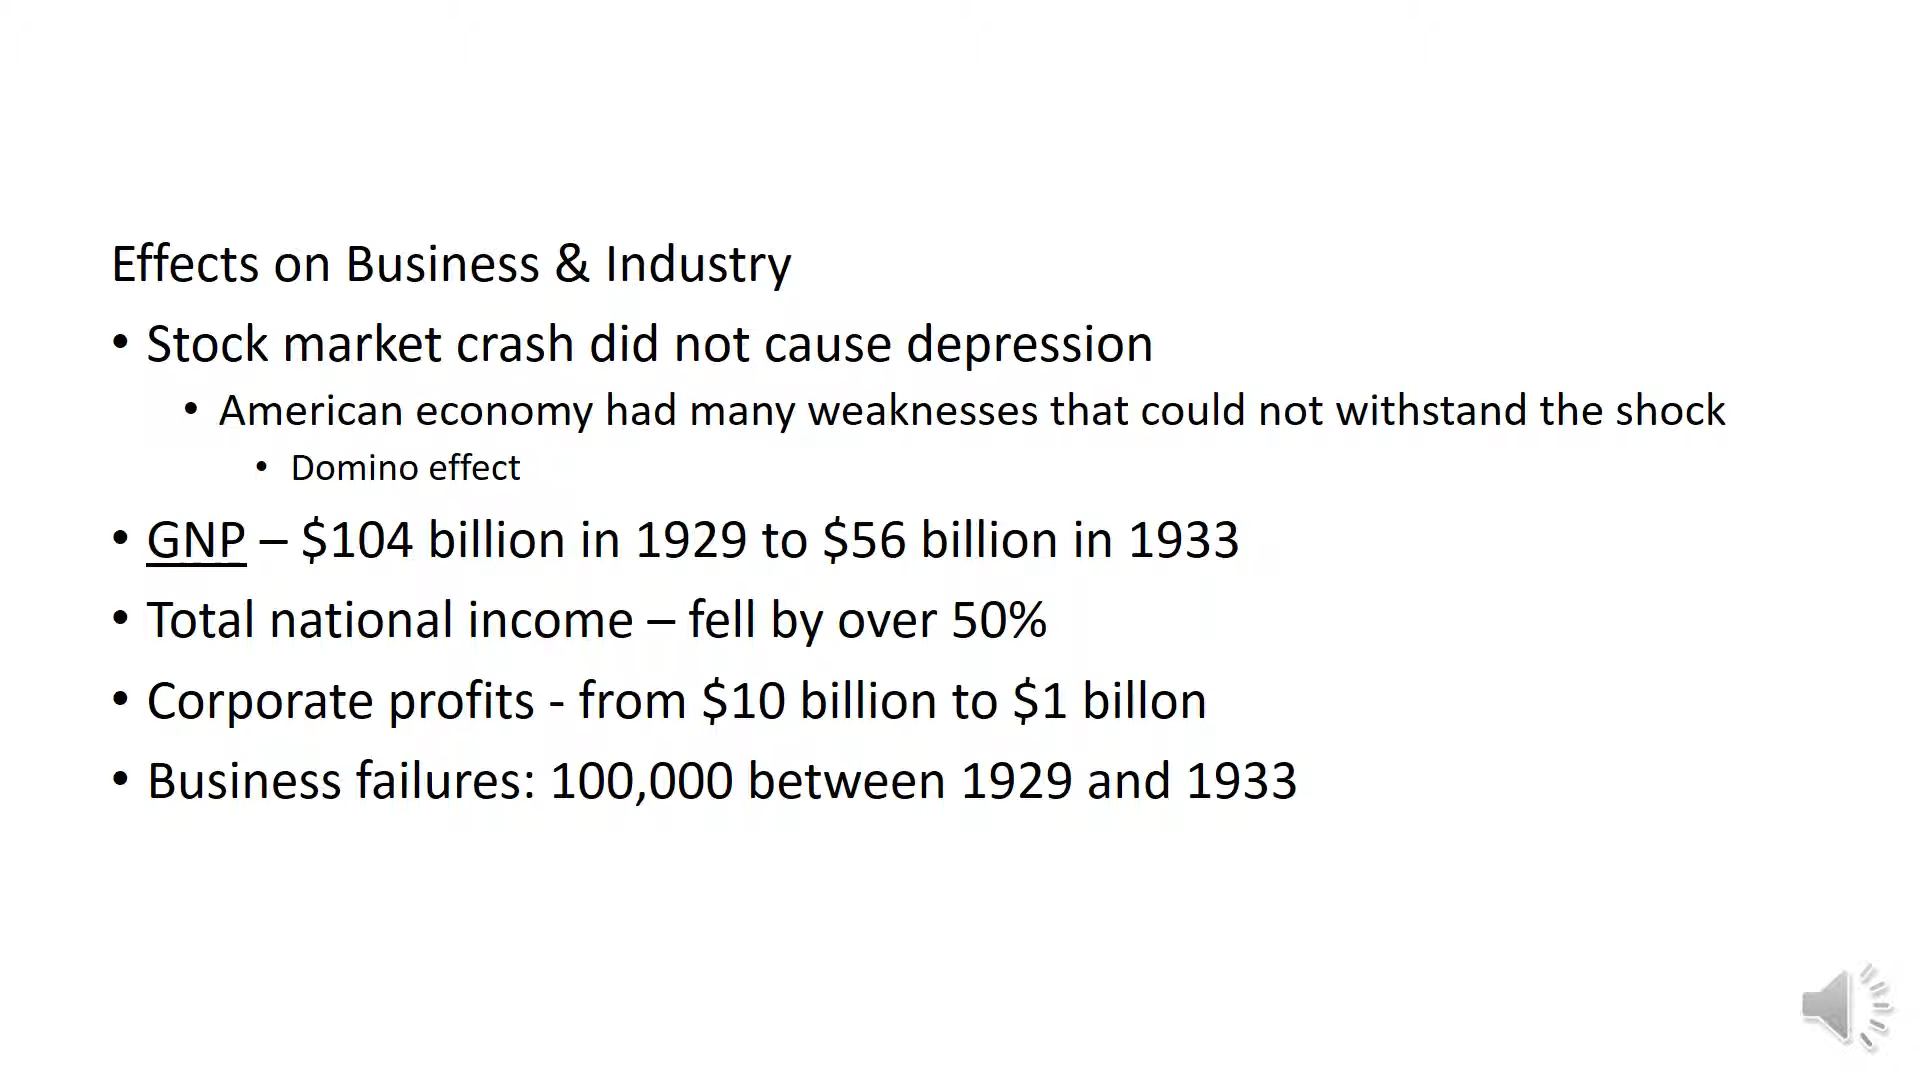 Effects on Business & Industry
• Stock market crash did not cause depression
• American economy had many weaknesses that could not withstand the shock
• Domino effect
• GNP – $104 billion in 1929 to $56 billion in 1933
• Total national income – fell by over 50%
• Corporate profits - from $10 billion to $1 billon
• Business failures: 100,000 between 1929 and 1933